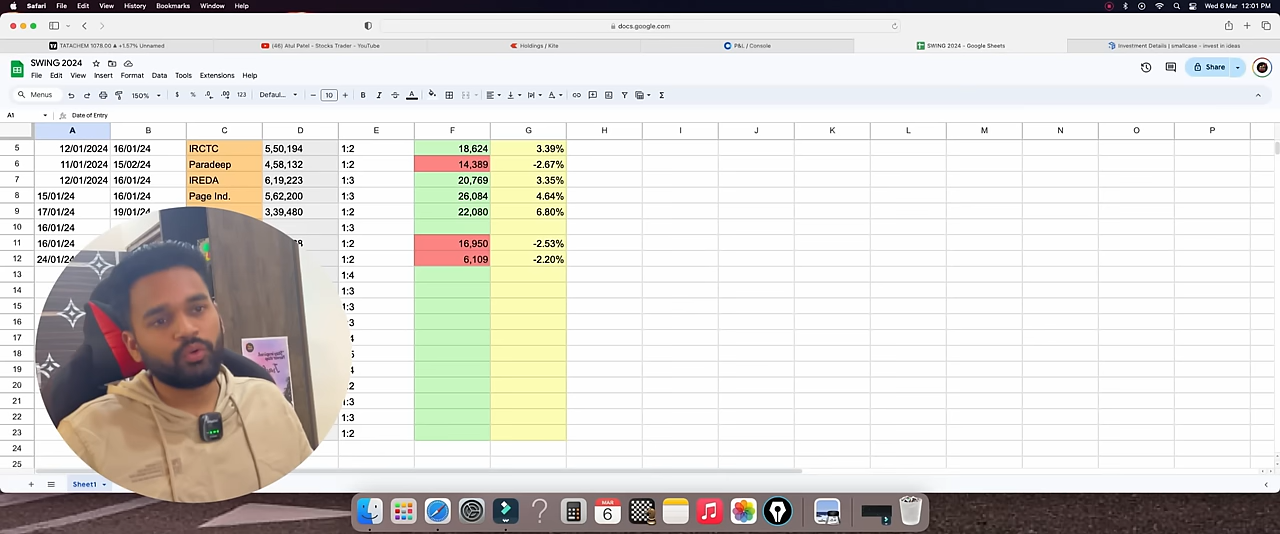 Safari File Edit View History Bookmarks Window Help Wed 6 Mar 12:01 PM
docs.google.com
TATACHEM 1078.00 ▲ +1.57% Unnamed (46) Atul Patel - Stocks Trader - YouTube Holdings / Kite P&L / Console SWING 2024 - Google Sheets Investment Details | smallcase - invest in ideas
SWING 2024
File Edit View Insert Format Data Tools Extensions Help Share
Menus 150% $ % .0 .00 123 Defaul... − 10 +
A1 fx Date of Entry
A B C D E F G H I J K L M N O P
5 12/01/2024 16/01/24 IRCTC 5,50,194 1:2 18,624 3.39%
6 11/01/2024 15/02/24 Paradeep 4,58,132 1:2 14,389 -2.67%
7 12/01/2024 16/01/24 IREDA 6,19,223 1:3 20,769 3.35%
8 15/01/24 16/01/24 Page Ind. 5,62,200 1:3 26,084 4.64%
9 17/01/24 19/01/24 3,39,480 1:2 22,080 6.80%
10 16/01/24 1:3
11 16/01/24 1:2 16,950 -2.53%
12 24/01/24 1:2 6,109 -2.20%
13 1:4
14 1:3
15 1:3
16
17
18
19
20
21 1:3
22 1:3
23 1:2
24
25
Sheet1
MAR
6